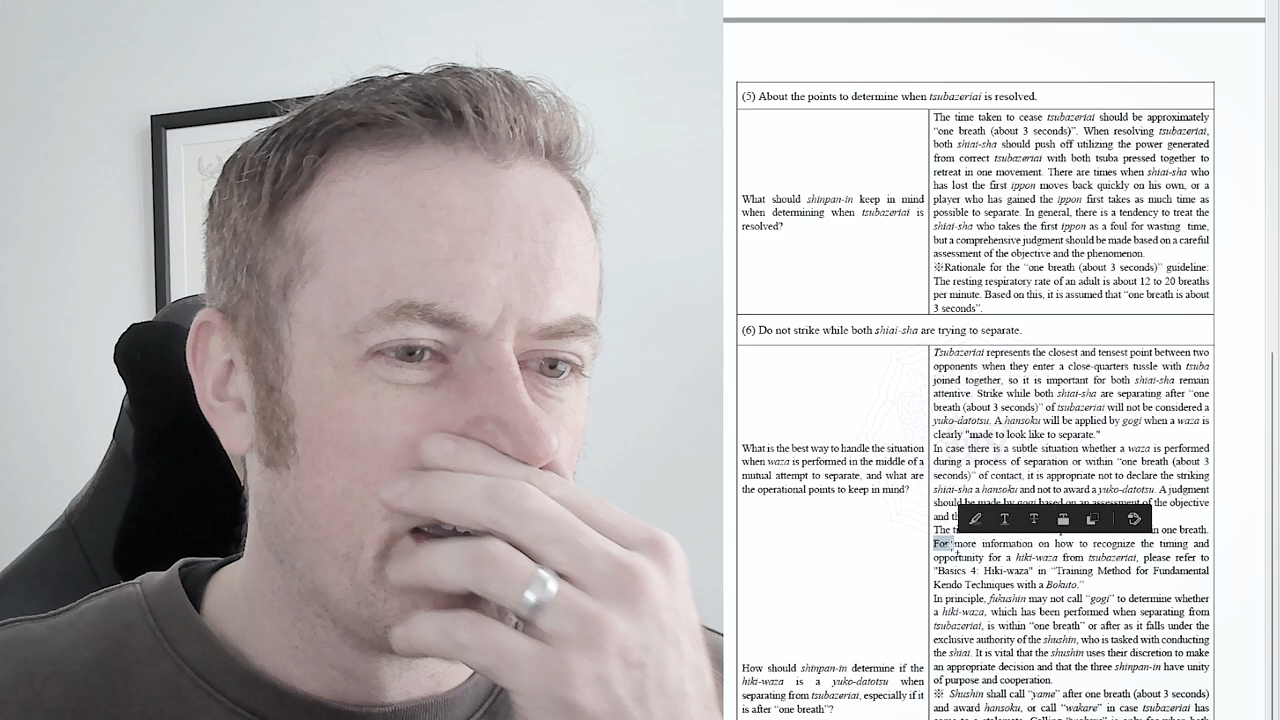 (5) About the points to determine when tsubazeriai is resolved.
What should shinpan-in keep in mind
when determining when tsubazeriai is
resolved?
The time taken to cease tsubazeriai should be approximately
“one breath (about 3 seconds)”. When resolving tsubazeriai,
both shiai-sha should push off utilizing the power generated
from correct tsubazeriai with both tsuba pressed together to
retreat in one movement. There are times when shiai-sha who
has lost the first ippon moves back quickly on his own, or a
player who has gained the ippon first takes as much time as
possible to separate. In general, there is a tendency to treat the
shiai-sha who takes the first ippon as a foul for wasting time,
but a comprehensive judgment should be made based on a careful
assessment of the objective and the phenomenon.
※Rationale for the “one breath (about 3 seconds)” guideline:
The resting respiratory rate of an adult is about 12 to 20 breaths
per minute. Based on this, it is assumed that “one breath is about
3 seconds”.
(6) Do not strike while both shiai-sha are trying to separate.
What is the best way to handle the situation
when waza is performed in the middle of a
mutual attempt to separate, and what are
the operational points to keep in mind?
Tsubazeriai represents the closest and tensest point between two
opponents when they enter a close-quarters tussle with tsuba
joined together, so it is important for both shiai-sha remain
attentive. Strike while both shiai-sha are separating after “one
breath (about 3 seconds)” of tsubazeriai will not be considered a
yuko-datotsu. A hansoku will be applied by gogi when a waza is
clearly "made to look like to separate."
In case there is a subtle situation whether a waza is performed
during a process of separation or within “one breath (about 3
seconds)” of contact, it is appropriate not to declare the striking
shiai-sha a hansoku and not to award a yuko-datotsu. A judgment
should be made by gogi based on an assessment of the objective
and
The in one breath.
For more information on how to recognize the timing and
opportunity for a hiki-waza from tsubazeriai, please refer to
"Basics 4: Hiki-waza" in “Training Method for Fundamental
Kendo Techniques with a Bokuto.”
How should shinpan-in determine if the
hiki-waza is a yuko-datotsu when
separating from tsubazeriai, especially if it
is after “one breath”?
In principle, fukushin may not call “gogi” to determine whether
a hiki-waza, which has been performed when separating from
tsubazeriai, is within “one breath” or after as it falls under the
exclusive authority of the shushin, who is tasked with conducting
the shiai. It is vital that the shushin uses their discretion to make
an appropriate decision and that the three shinpan-in have unity
of purpose and cooperation.
※ Shushin shall call “yame” after one breath (about 3 seconds)
and award hansoku, or call “wakare” in case tsubazeriai has